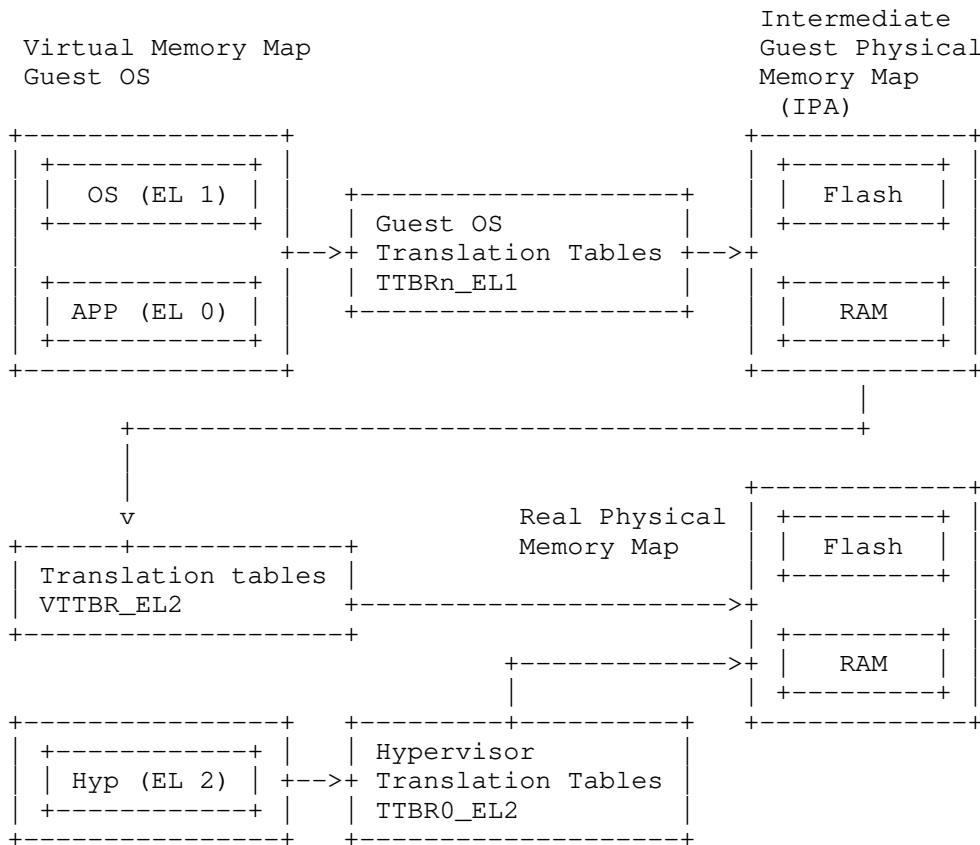 Intermediate
Virtual Memory Map
Guest Physical
Guest OS
Memory Map
(IPA)
OS (EL 1)
Flash
Guest OS
Translation Tables
TTBRn_EL1
APP (EL 0)
RAM
v
Real Physical
Memory Map
Flash
Translation tables
VTTBR_EL2
RAM
Hypervisor
Hyp (EL 2)
Translation Tables
TTBR0_EL2